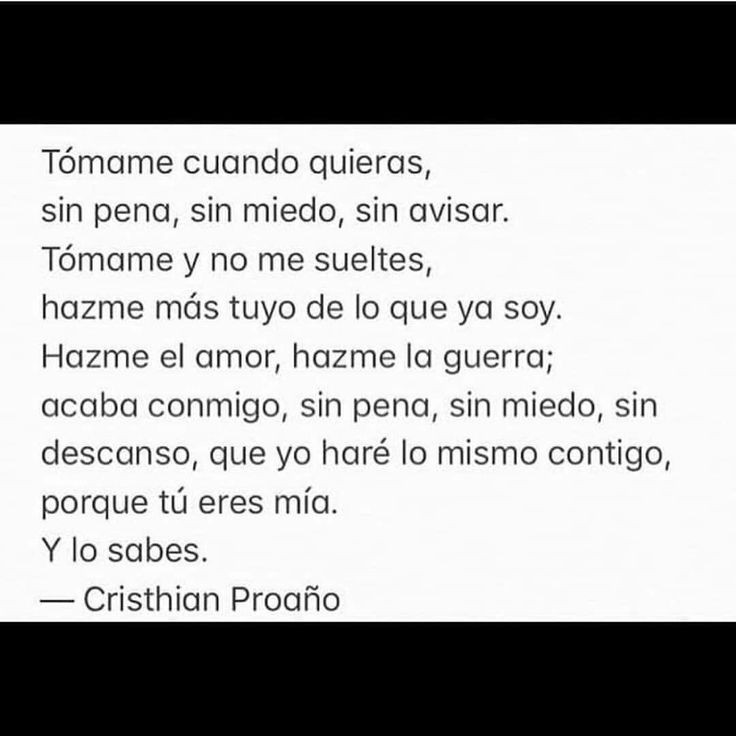 Tómame cuando quieras,
sin pena, sin miedo, sin avisar.
Tómame y no me sueltes,
hazme más tuyo de lo que ya soy.
Hazme el amor, hazme la guerra;
acaba conmigo, sin pena, sin miedo, sin
descanso, que yo haré lo mismo contigo,
porque tú eres mía.
Y lo sabes.
— Cristhian Proaño